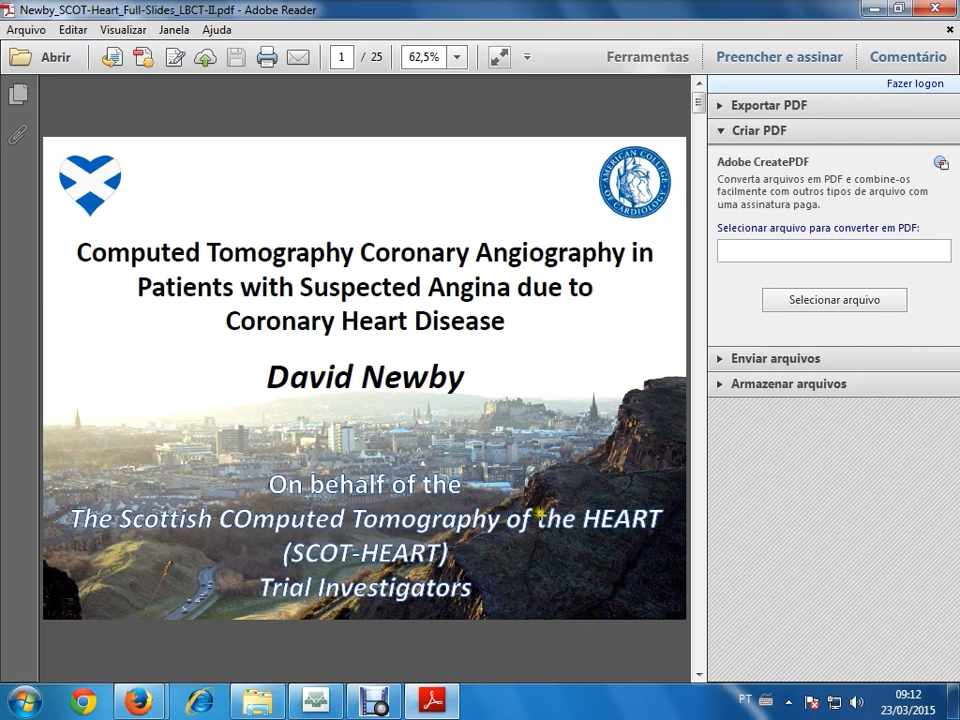 Newby_SCOT-Heart_Full-Slides_LBCT-II.pdf - Adobe Reader
Arquivo Editar Visualizar Janela Ajuda
Abrir 1 / 25 62,5% Ferramentas Preencher e assinar Comentário
Fazer logon
Exportar PDF
Criar PDF
Adobe CreatePDF
Converta arquivos em PDF e combine-os
facilmente com outros tipos de arquivo com
uma assinatura paga.
Selecionar arquivo para converter em PDF:
Selecionar arquivo
Enviar arquivos
Armazenar arquivos
AMERICAN COLLEGE OF CARDIOLOGY
Computed Tomography Coronary Angiography in
Patients with Suspected Angina due to
Coronary Heart Disease
David Newby
On behalf of the
The Scottish COmputed Tomography of the HEART
(SCOT-HEART)
Trial Investigators
PT
09:12
23/03/2015